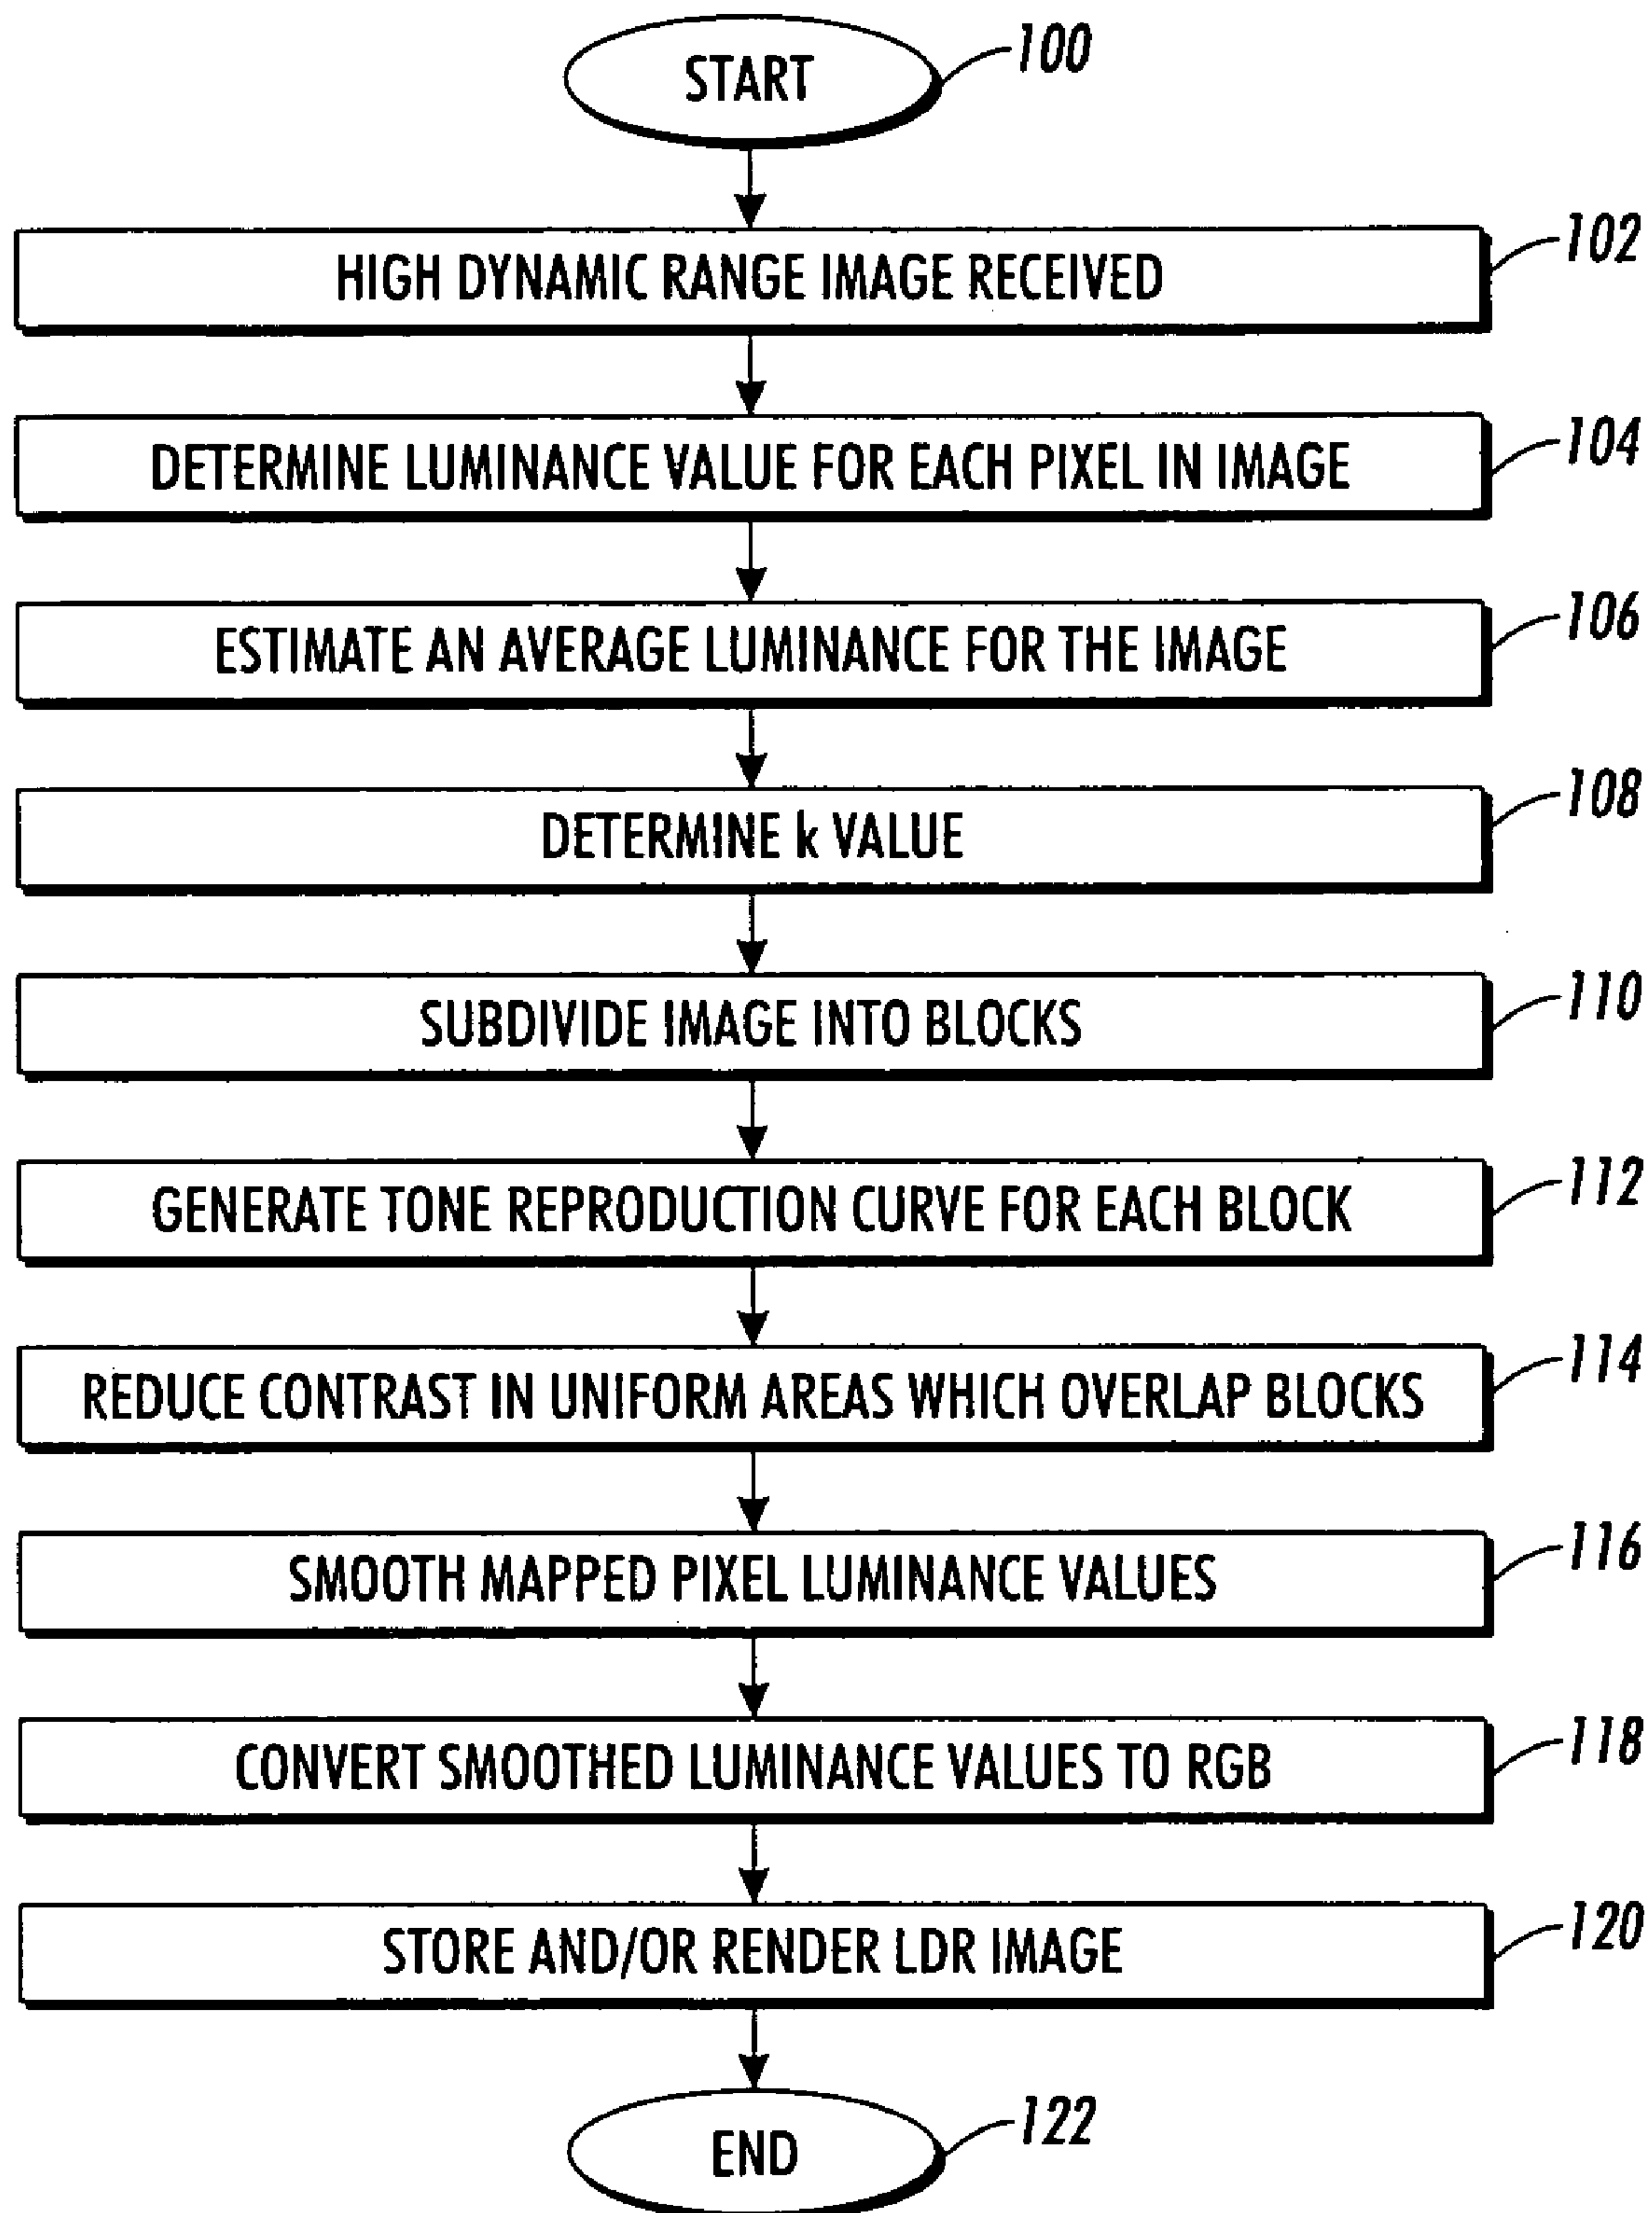 START
100
HIGH DYNAMIC RANGE IMAGE RECEIVED
102
DETERMINE LUMINANCE VALUE FOR EACH PIXEL IN IMAGE
104
ESTIMATE AN AVERAGE LUMINANCE FOR THE IMAGE
106
DETERMINE k VALUE
108
SUBDIVIDE IMAGE INTO BLOCKS
110
GENERATE TONE REPRODUCTION CURVE FOR EACH BLOCK
112
REDUCE CONTRAST IN UNIFORM AREAS WHICH OVERLAP BLOCKS
114
SMOOTH MAPPED PIXEL LUMINANCE VALUES
116
CONVERT SMOOTHED LUMINANCE VALUES TO RGB
118
STORE AND/OR RENDER LDR IMAGE
120
END
122